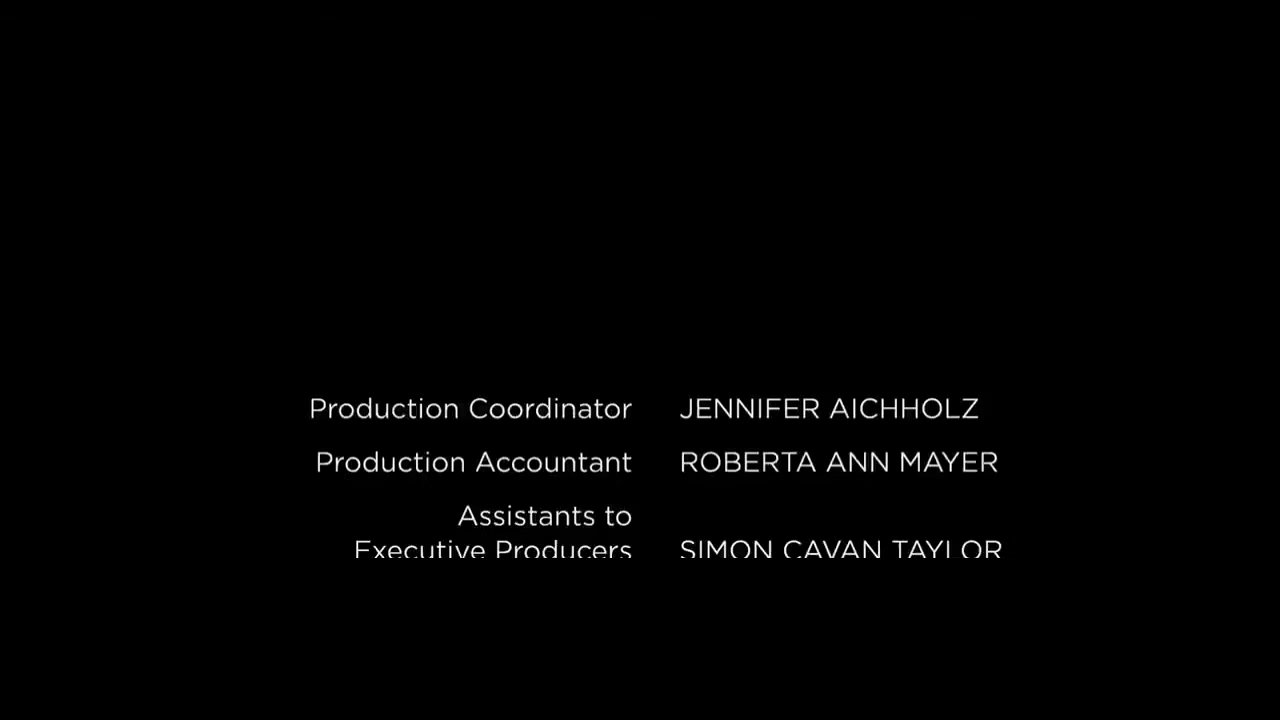 Production Coordinator JENNIFER AICHHOLZ
Production Accountant ROBERTA ANN MAYER
Assistants to
Executive Producers SIMON CAVAN TAYLOR